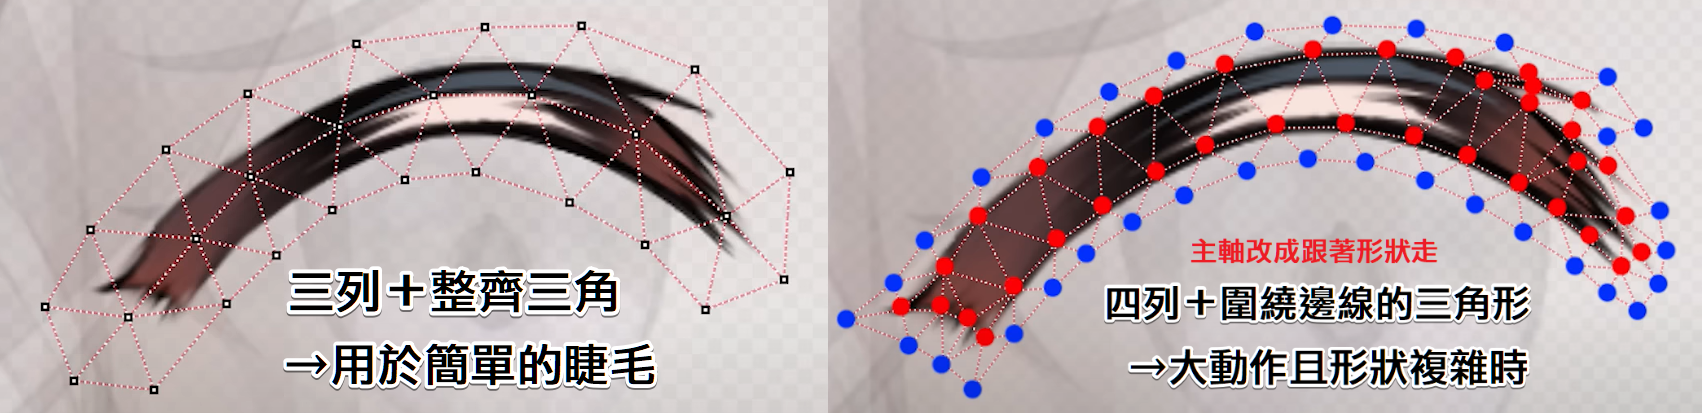 三列＋整齊三角
→用於簡單的睫毛
主軸改成跟著形狀走
四列＋圍繞邊線的三角形
→大動作且形狀複雜時